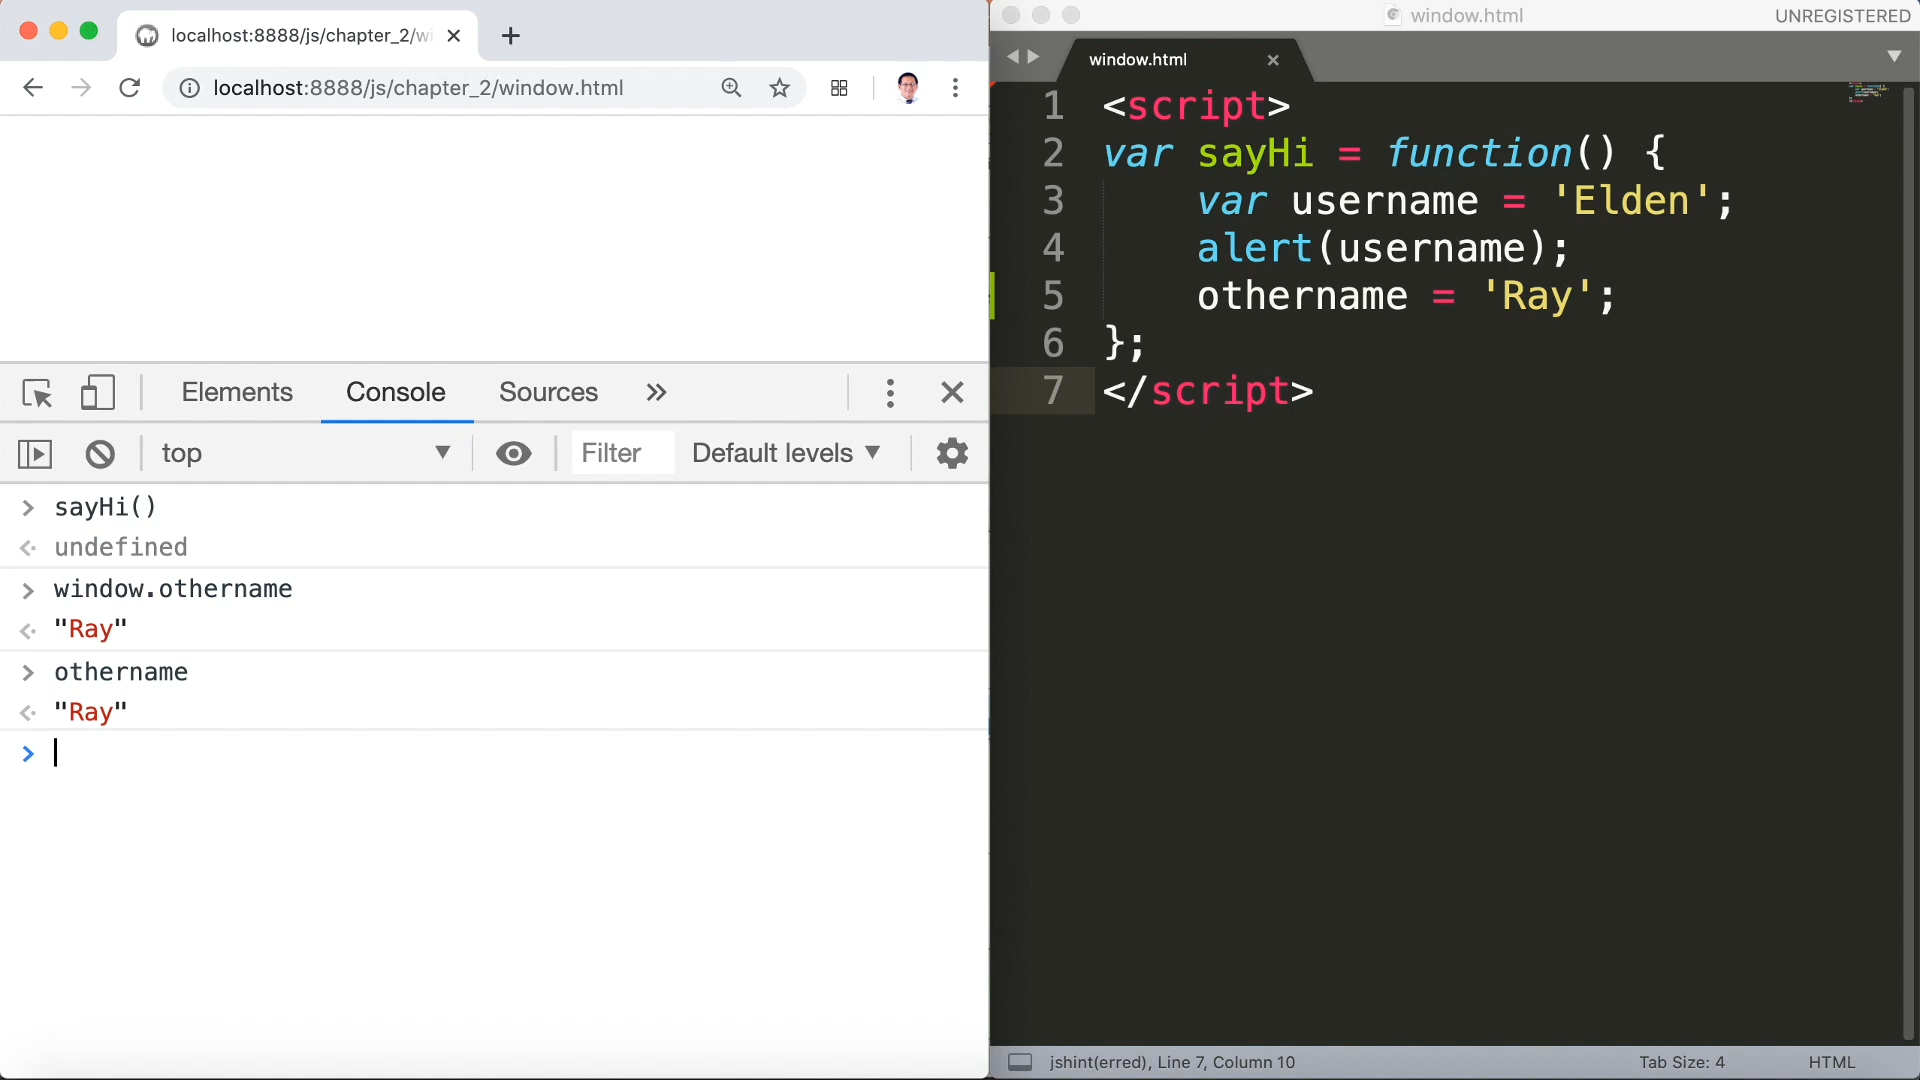 localhost:8888/js/chapter_2/wi
localhost:8888/js/chapter_2/window.html
Elements Console Sources
top Filter Default levels
> sayHi()
undefined
> window.othername
"Ray"
> othername
"Ray"
>
window.html UNREGISTERED
window.html
1 <script>
2 var sayHi = function() {
3     var username = 'Elden';
4     alert(username);
5     othername = 'Ray';
6 };
7 </script>
jshint(erred), Line 7, Column 10 Tab Size: 4 HTML